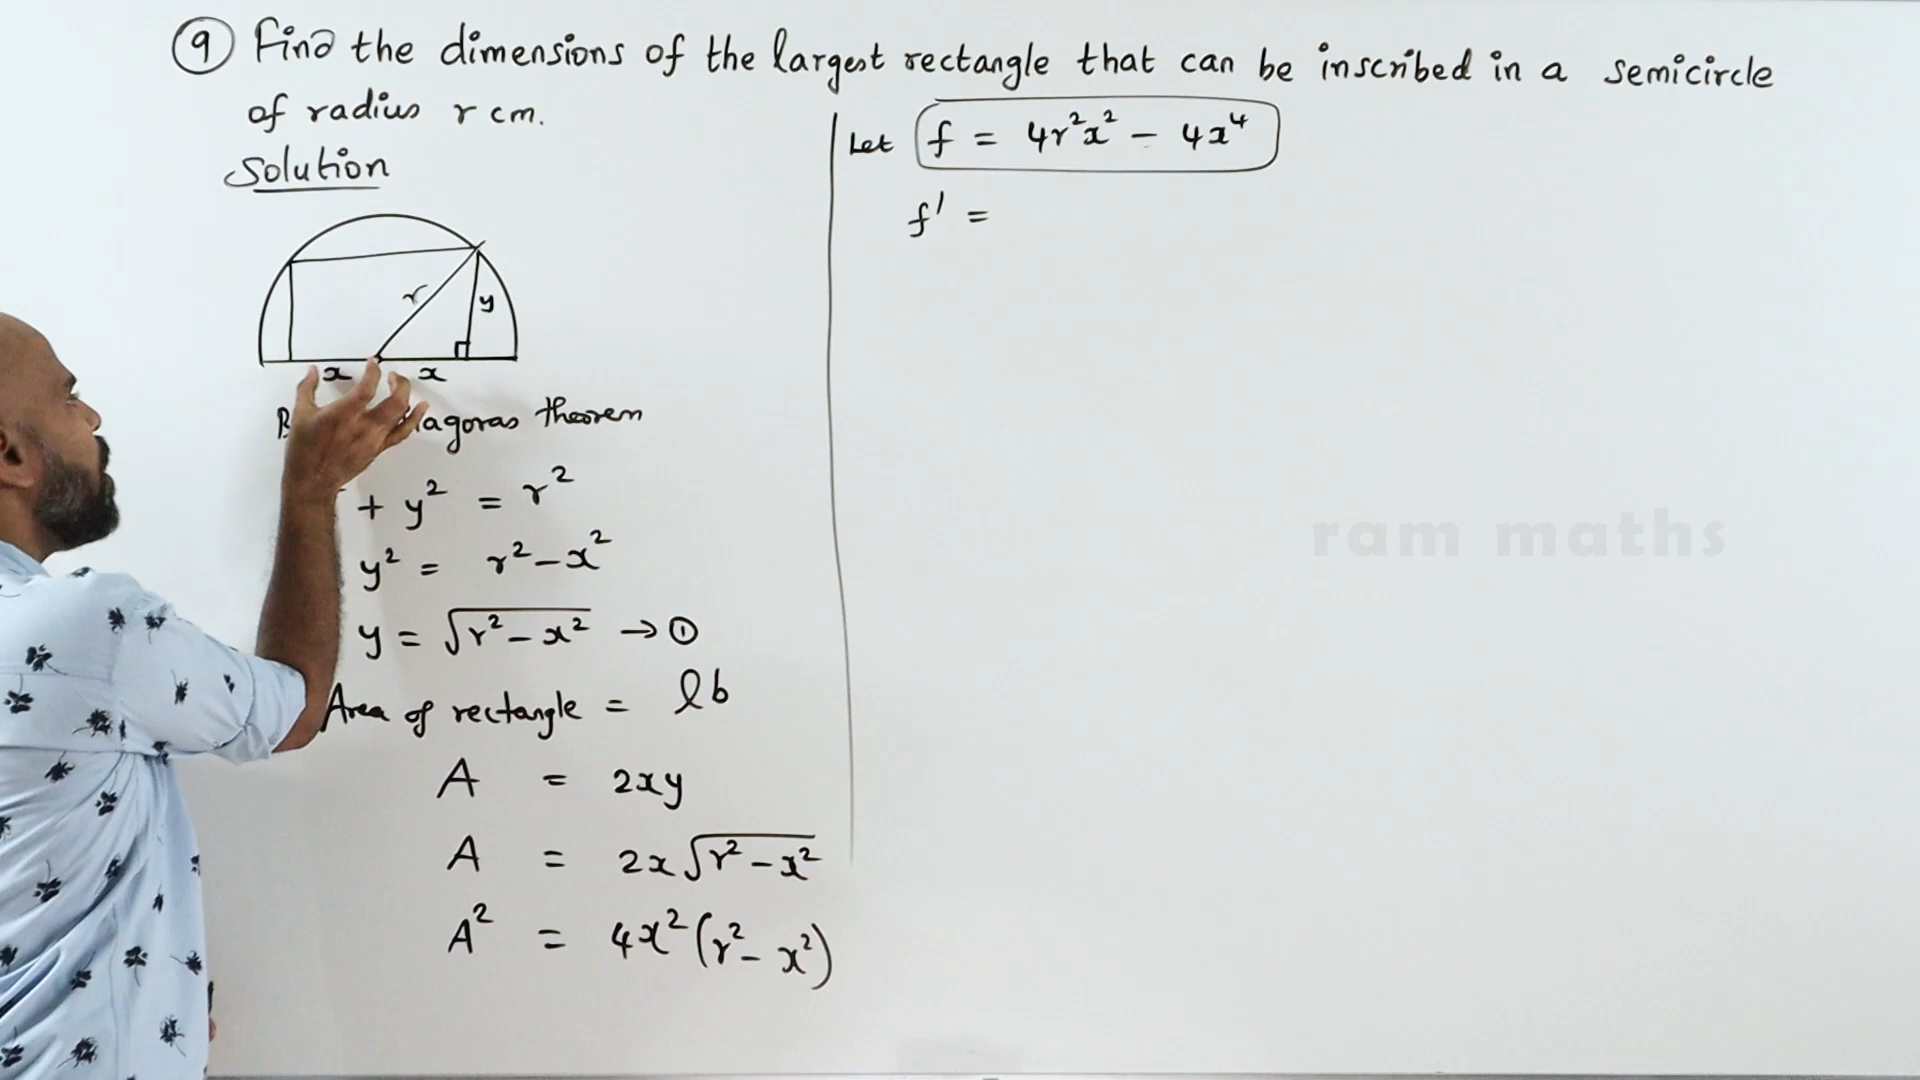 9 Find the dimensions of the largest rectangle that can be inscribed in a semicircle
of radius r cm.
Solution
r
y
x x
theorem
+ y² = r²
y² = r² – x²
y = √(r² – x²) → ①
Area of rectangle = lb
A = 2xy
A = 2x√(r² – x²)
A² = 4x²(r² – x²)
Let f = 4r²x² – 4x⁴
f' =
ram maths